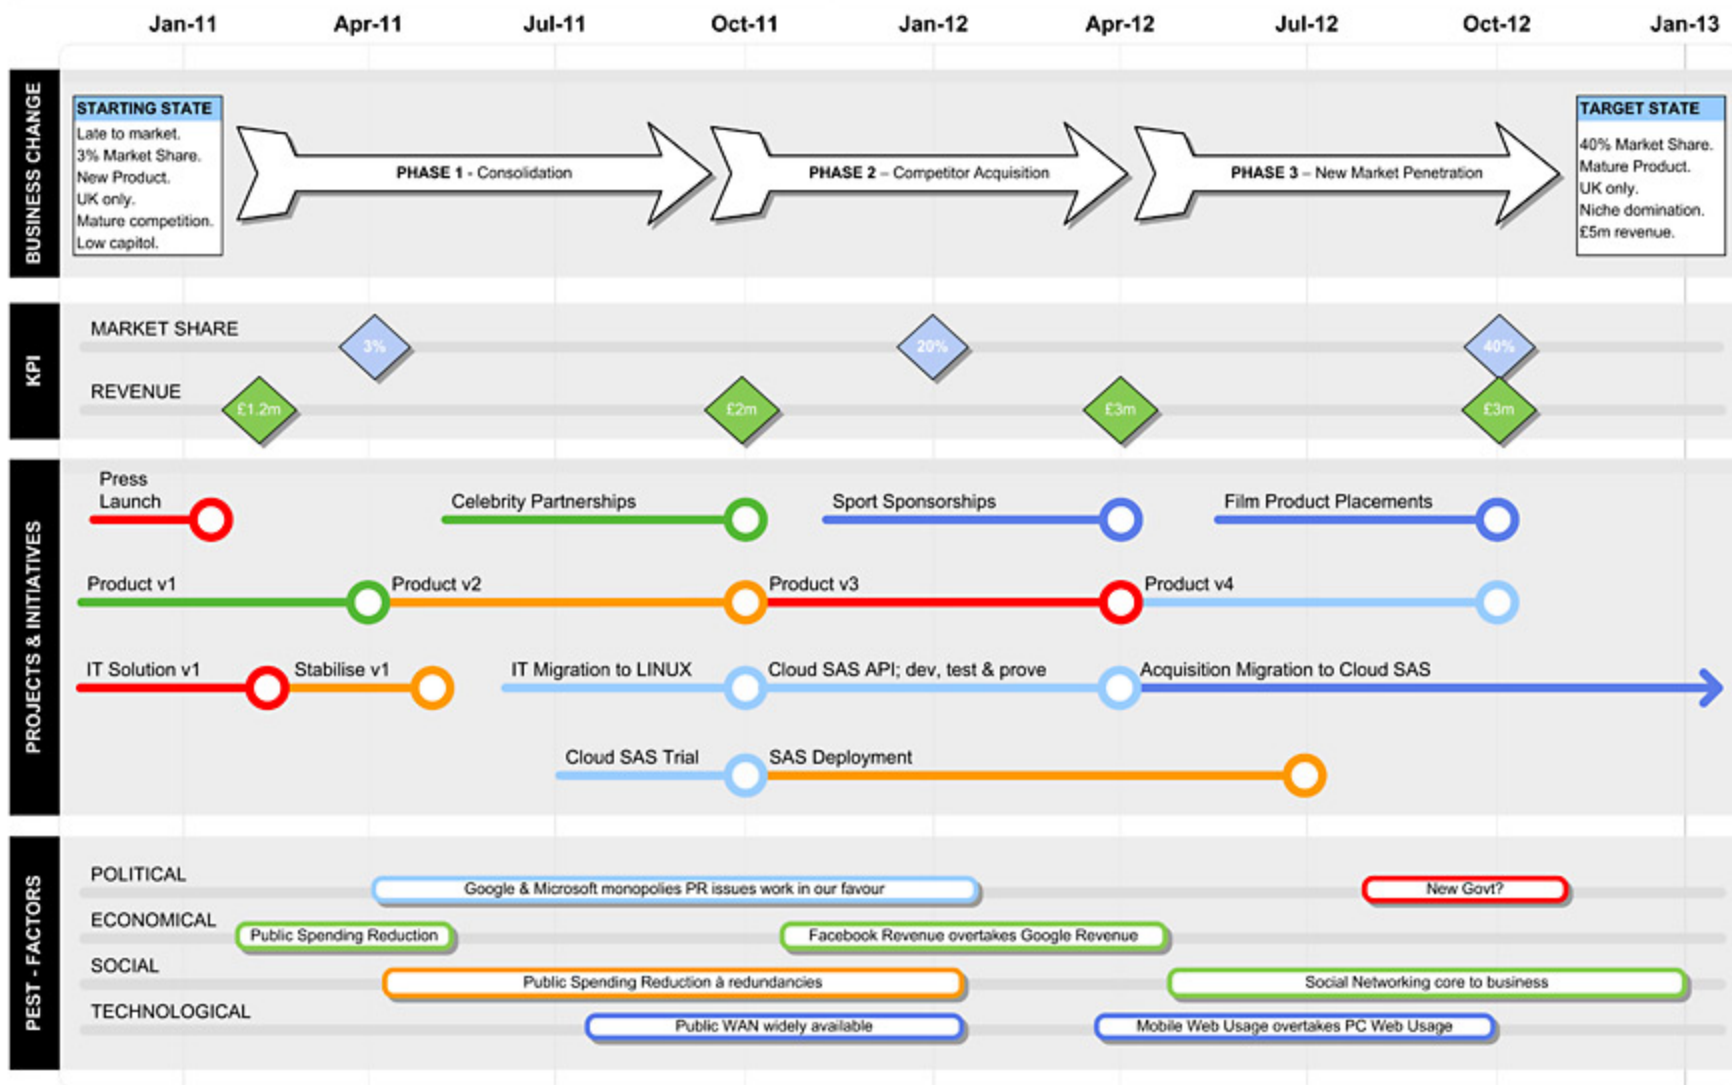 Jan-11 Apr-11 Jul-11 Oct-11 Jan-12 Apr-12 Jul-12 Oct-12 Jan-13
BUSINESS CHANGE
STARTING STATE
Late to market.
3% Market Share.
New Product.
UK only.
Mature competition.
Low capitol.
PHASE 1 - Consolidation
PHASE 2 – Competitor Acquisition
PHASE 3 – New Market Penetration
TARGET STATE
40% Market Share.
Mature Product.
UK only.
Niche domination.
£5m revenue.
KPI
MARKET SHARE
3% 20% 40%
REVENUE
£1.2m £2m £3m £3m
PROJECTS & INITIATIVES
Press
Launch
Celebrity Partnerships
Sport Sponsorships
Film Product Placements
Product v1
Product v2
Product v3
Product v4
IT Solution v1
Stabilise v1
IT Migration to LINUX
Cloud SAS API; dev, test & prove
Acquisition Migration to Cloud SAS
Cloud SAS Trial
SAS Deployment
PEST - FACTORS
POLITICAL
Google & Microsoft monopolies PR issues work in our favour
New Govt?
ECONOMICAL
Public Spending Reduction
Facebook Revenue overtakes Google Revenue
SOCIAL
Public Spending Reduction à redundancies
Social Networking core to business
TECHNOLOGICAL
Public WAN widely available
Mobile Web Usage overtakes PC Web Usage